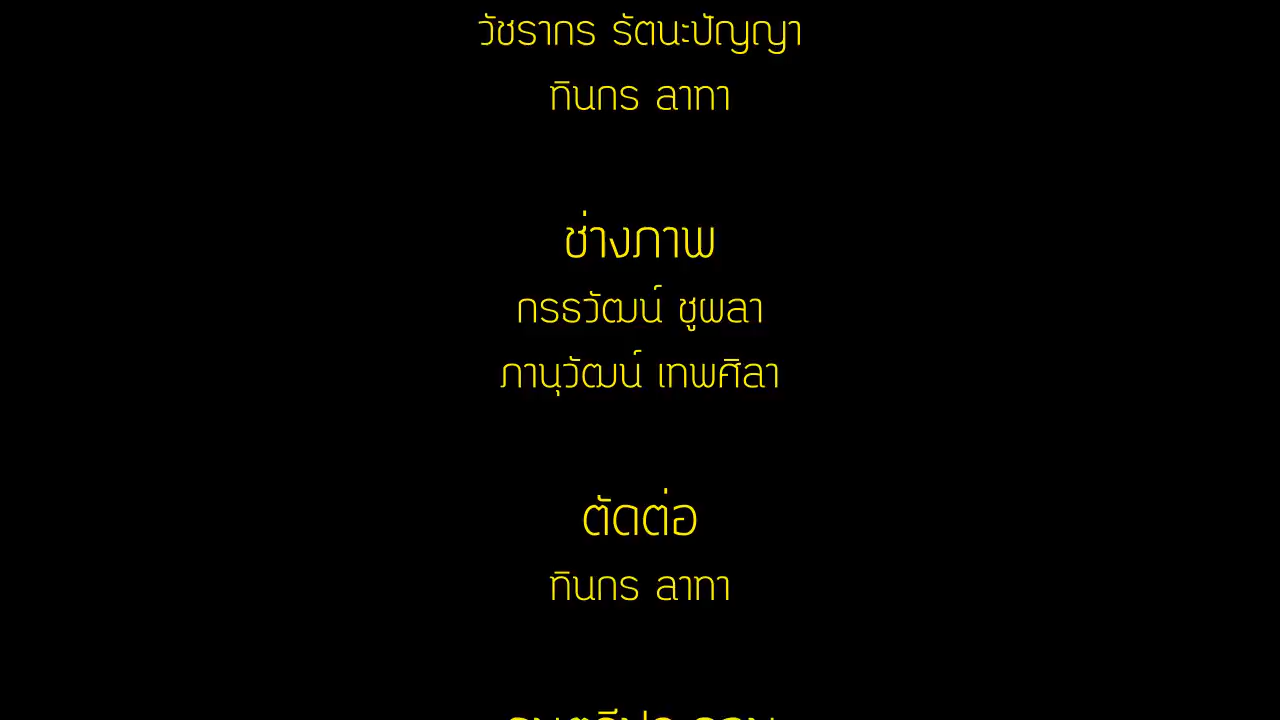 วัชรากร รัตนะปัญญา
ทินกร ลาทา
ช่างภาพ
กรรธวัฒน์ ชูผลา
ภานุวัฒน์ เทพศิลา
ตัดต่อ
ทินกร ลาทา